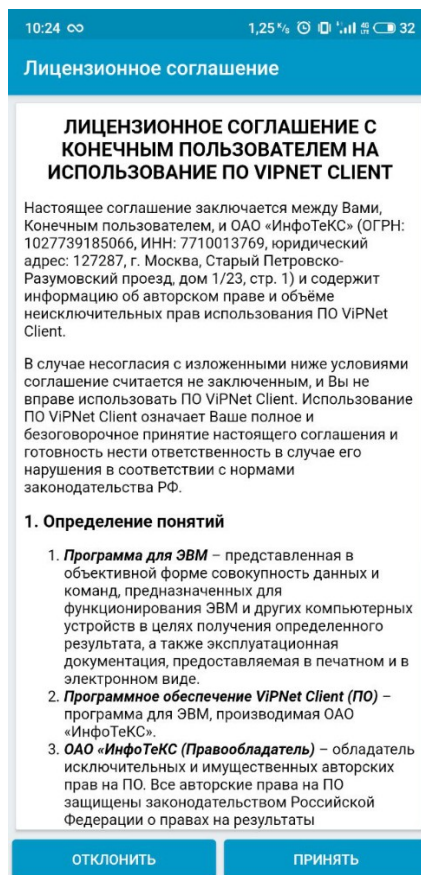 10:24 1,25 К/s 32
Лицензионное соглашение
ЛИЦЕНЗИОННОЕ СОГЛАШЕНИЕ С
КОНЕЧНЫМ ПОЛЬЗОВАТЕЛЕМ НА
ИСПОЛЬЗОВАНИЕ ПО VIPNET CLIENT
Настоящее соглашение заключается между Вами,
Конечным пользователем, и ОАО «ИнфоТеКС» (ОГРН:
1027739185066, ИНН: 7710013769, юридический
адрес: 127287, г. Москва, Старый Петровско-
Разумовский проезд, дом 1/23, стр. 1) и содержит
информацию об авторском праве и объёме
неисключительных прав использования ПО ViPNet
Client.
В случае несогласия с изложенными ниже условиями
соглашение считается не заключенным, и Вы не
вправе использовать ПО ViPNet Client. Использование
ПО ViPNet Client означает Ваше полное и
безоговорочное принятие настоящего соглашения и
готовность нести ответственность в случае его
нарушения в соответствии с нормами
законодательства РФ.
1. Определение понятий
1. Программа для ЭВМ – представленная в
объективной форме совокупность данных и
команд, предназначенных для
функционирования ЭВМ и других компьютерных
устройств в целях получения определенного
результата, а также эксплуатационная
документация, предоставляемая в печатном и в
электронном виде.
2. Программное обеспечение ViPNet Client (ПО) –
программа для ЭВМ, производимая ОАО
«ИнфоТеКС».
3. ОАО «ИнфоТеКС (Правообладатель) – обладатель
исключительных и имущественных авторских
прав на ПО. Все авторские права на ПО
защищены законодательством Российской
Федерации о правах на результаты
ОТКЛОНИТЬ ПРИНЯТЬ